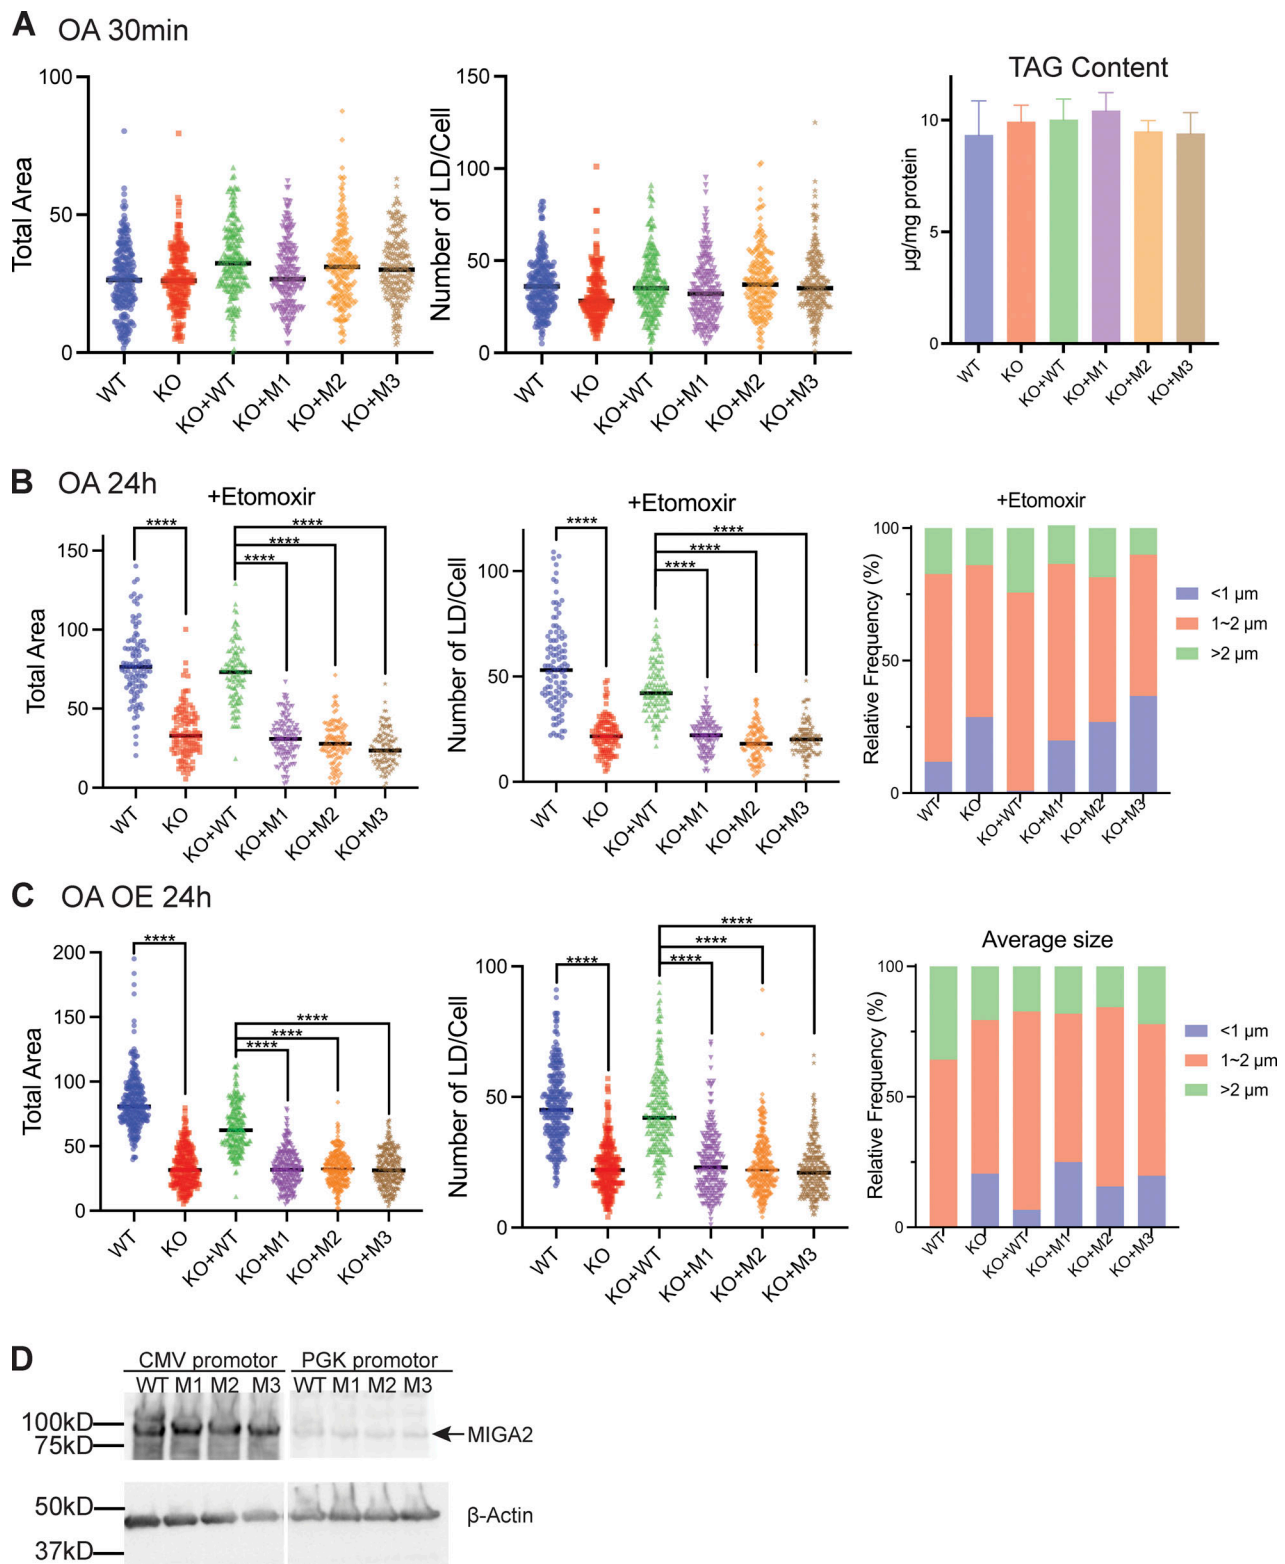 A OA 30min
100
50
0
Total Area
WT
KO
KO+WT
KO+M1
KO+M2
KO+M3
150
100
50
0
Number of LD/Cell
WT
KO
KO+WT
KO+M1
KO+M2
KO+M3
TAG Content
10
5
0
µg/mg protein
WT
KO
KO+WT
KO+M1
KO+M2
KO+M3
B OA 24h
+Etomoxir
****
****
****
****
150
100
50
0
Total Area
WT
KO
KO+WT
KO+M1
KO+M2
KO+M3
+Etomoxir
****
****
****
****
100
50
0
Number of LD/Cell
WT
KO
KO+WT
KO+M1
KO+M2
KO+M3
+Etomoxir
100
50
0
Relative Frequency (%)
WT
KO
KO+WT
KO+M1
KO+M2
KO+M3
<1 µm
1~2 µm
>2 µm
C OA OE 24h
****
****
****
****
200
150
100
50
0
Total Area
WT
KO
KO+WT
KO+M1
KO+M2
KO+M3
****
****
****
****
100
50
0
Number of LD/Cell
WT
KO
KO+WT
KO+M1
KO+M2
KO+M3
Average size
100
50
0
Relative Frequency (%)
WT
KO
KO+WT
KO+M1
KO+M2
KO+M3
<1 µm
1~2 µm
>2 µm
D
CMV promotor PGK promotor
WT M1 M2 M3 WT M1 M2 M3
100kD
75kD
MIGA2
50kD
37kD
β-Actin